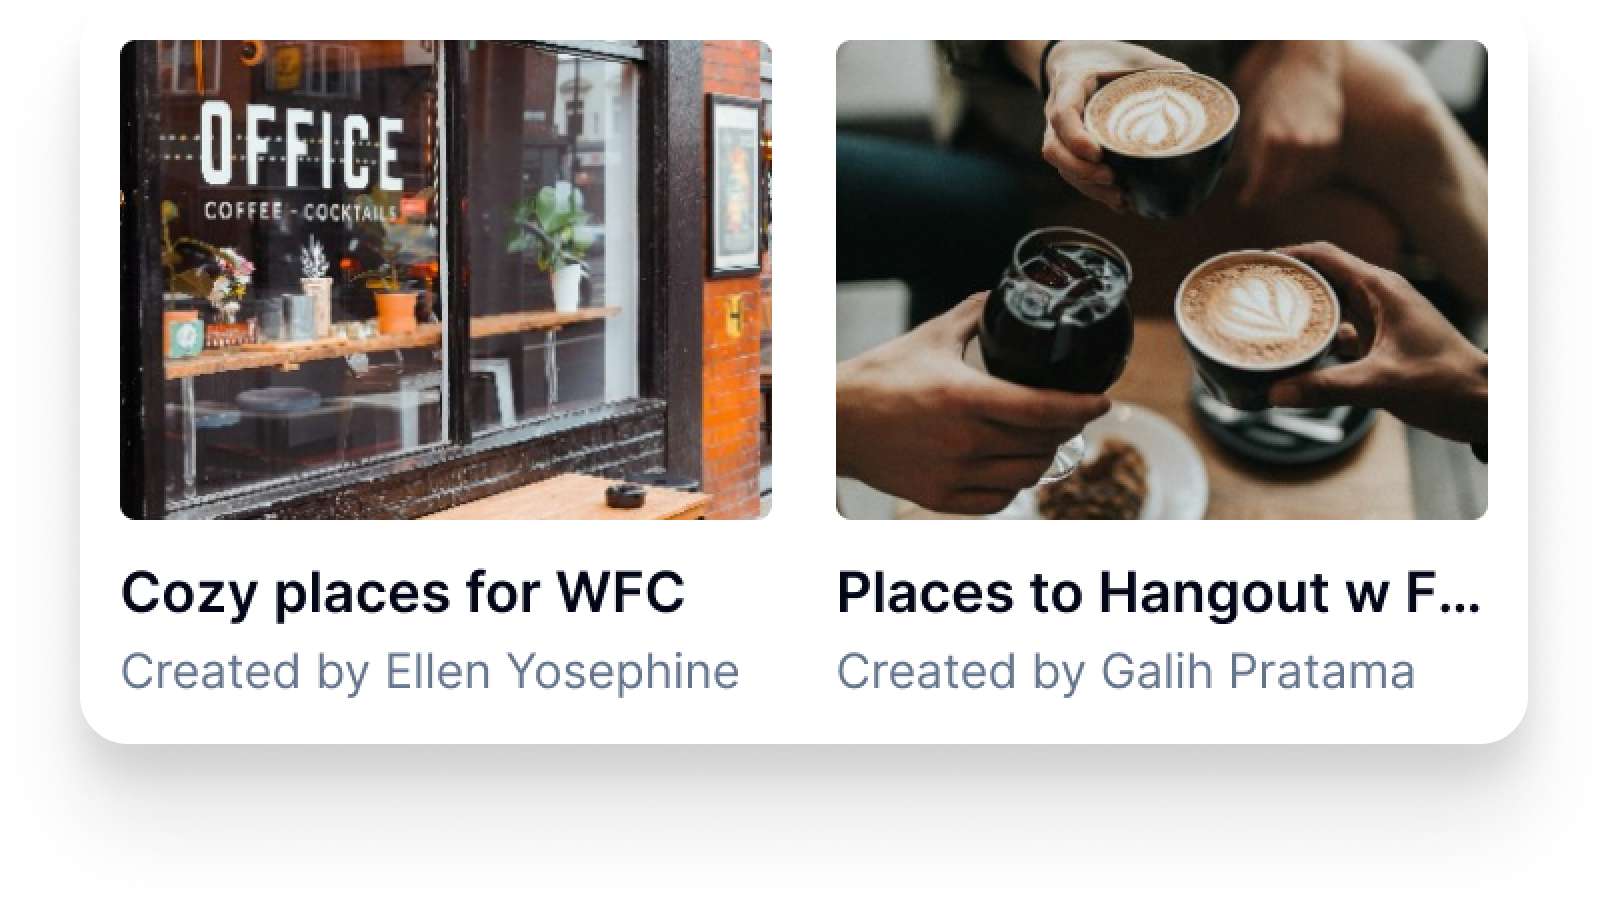 OFFICE
COFFEE - COCKTAILS
Cozy places for WFC
Created by Ellen Yosephine
Places to Hangout w F...
Created by Galih Pratama